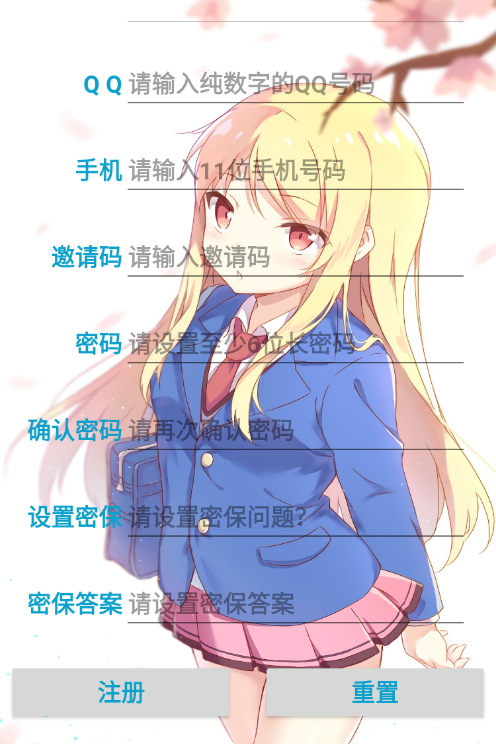 Q Q 请输入纯数字的QQ号码
手机 请输入11位手机号码
邀请码 请输入邀请码
密码 请设置至少6位长密码
确认密码 请再次确认密码
设置密保 请设置密保问题?
密保答案 请设置密保答案
注册 重置